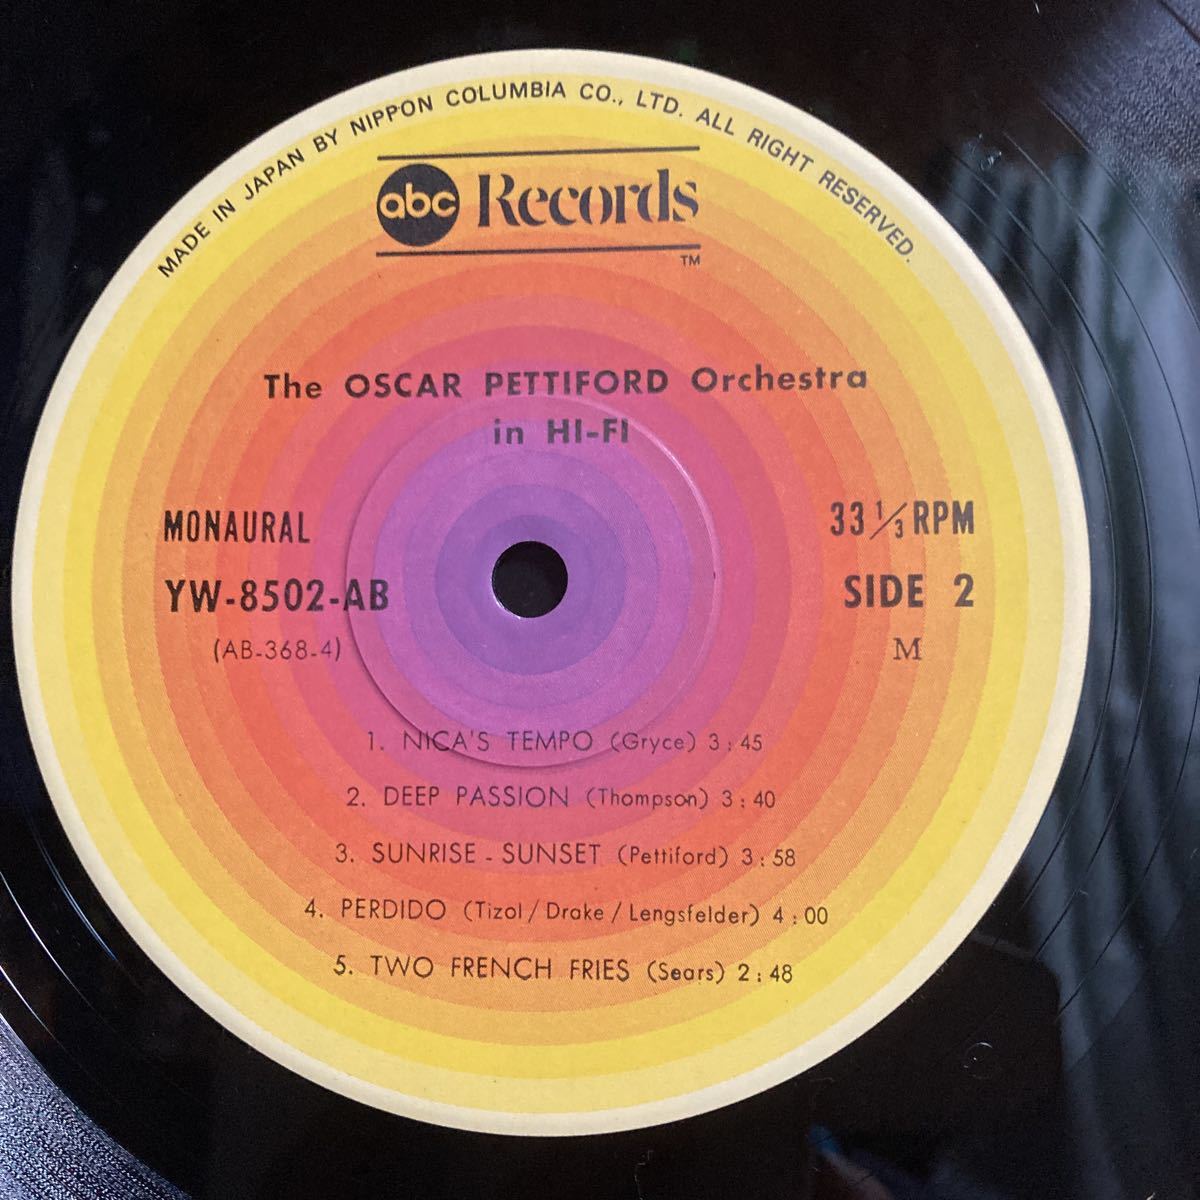 MADE IN JAPAN BY NIPPON COLUMBIA CO., LTD. ALL RIGHT RESERVED.
abc Records
TM
The OSCAR PETTIFORD Orchestra
in HI-FI
MONAURAL
33 1/3 RPM
YW-8502-AB
SIDE 2
(AB-368-4)
M
1. NICA'S TEMPO (Gryce) 3:45
2. DEEP PASSION (Thompson) 3:40
3. SUNRISE - SUNSET (Pettiford) 3:58
4. PERDIDO (Tizol/Drake/Lengsfelder) 4:00
5. TWO FRENCH FRIES (Sears) 2:48